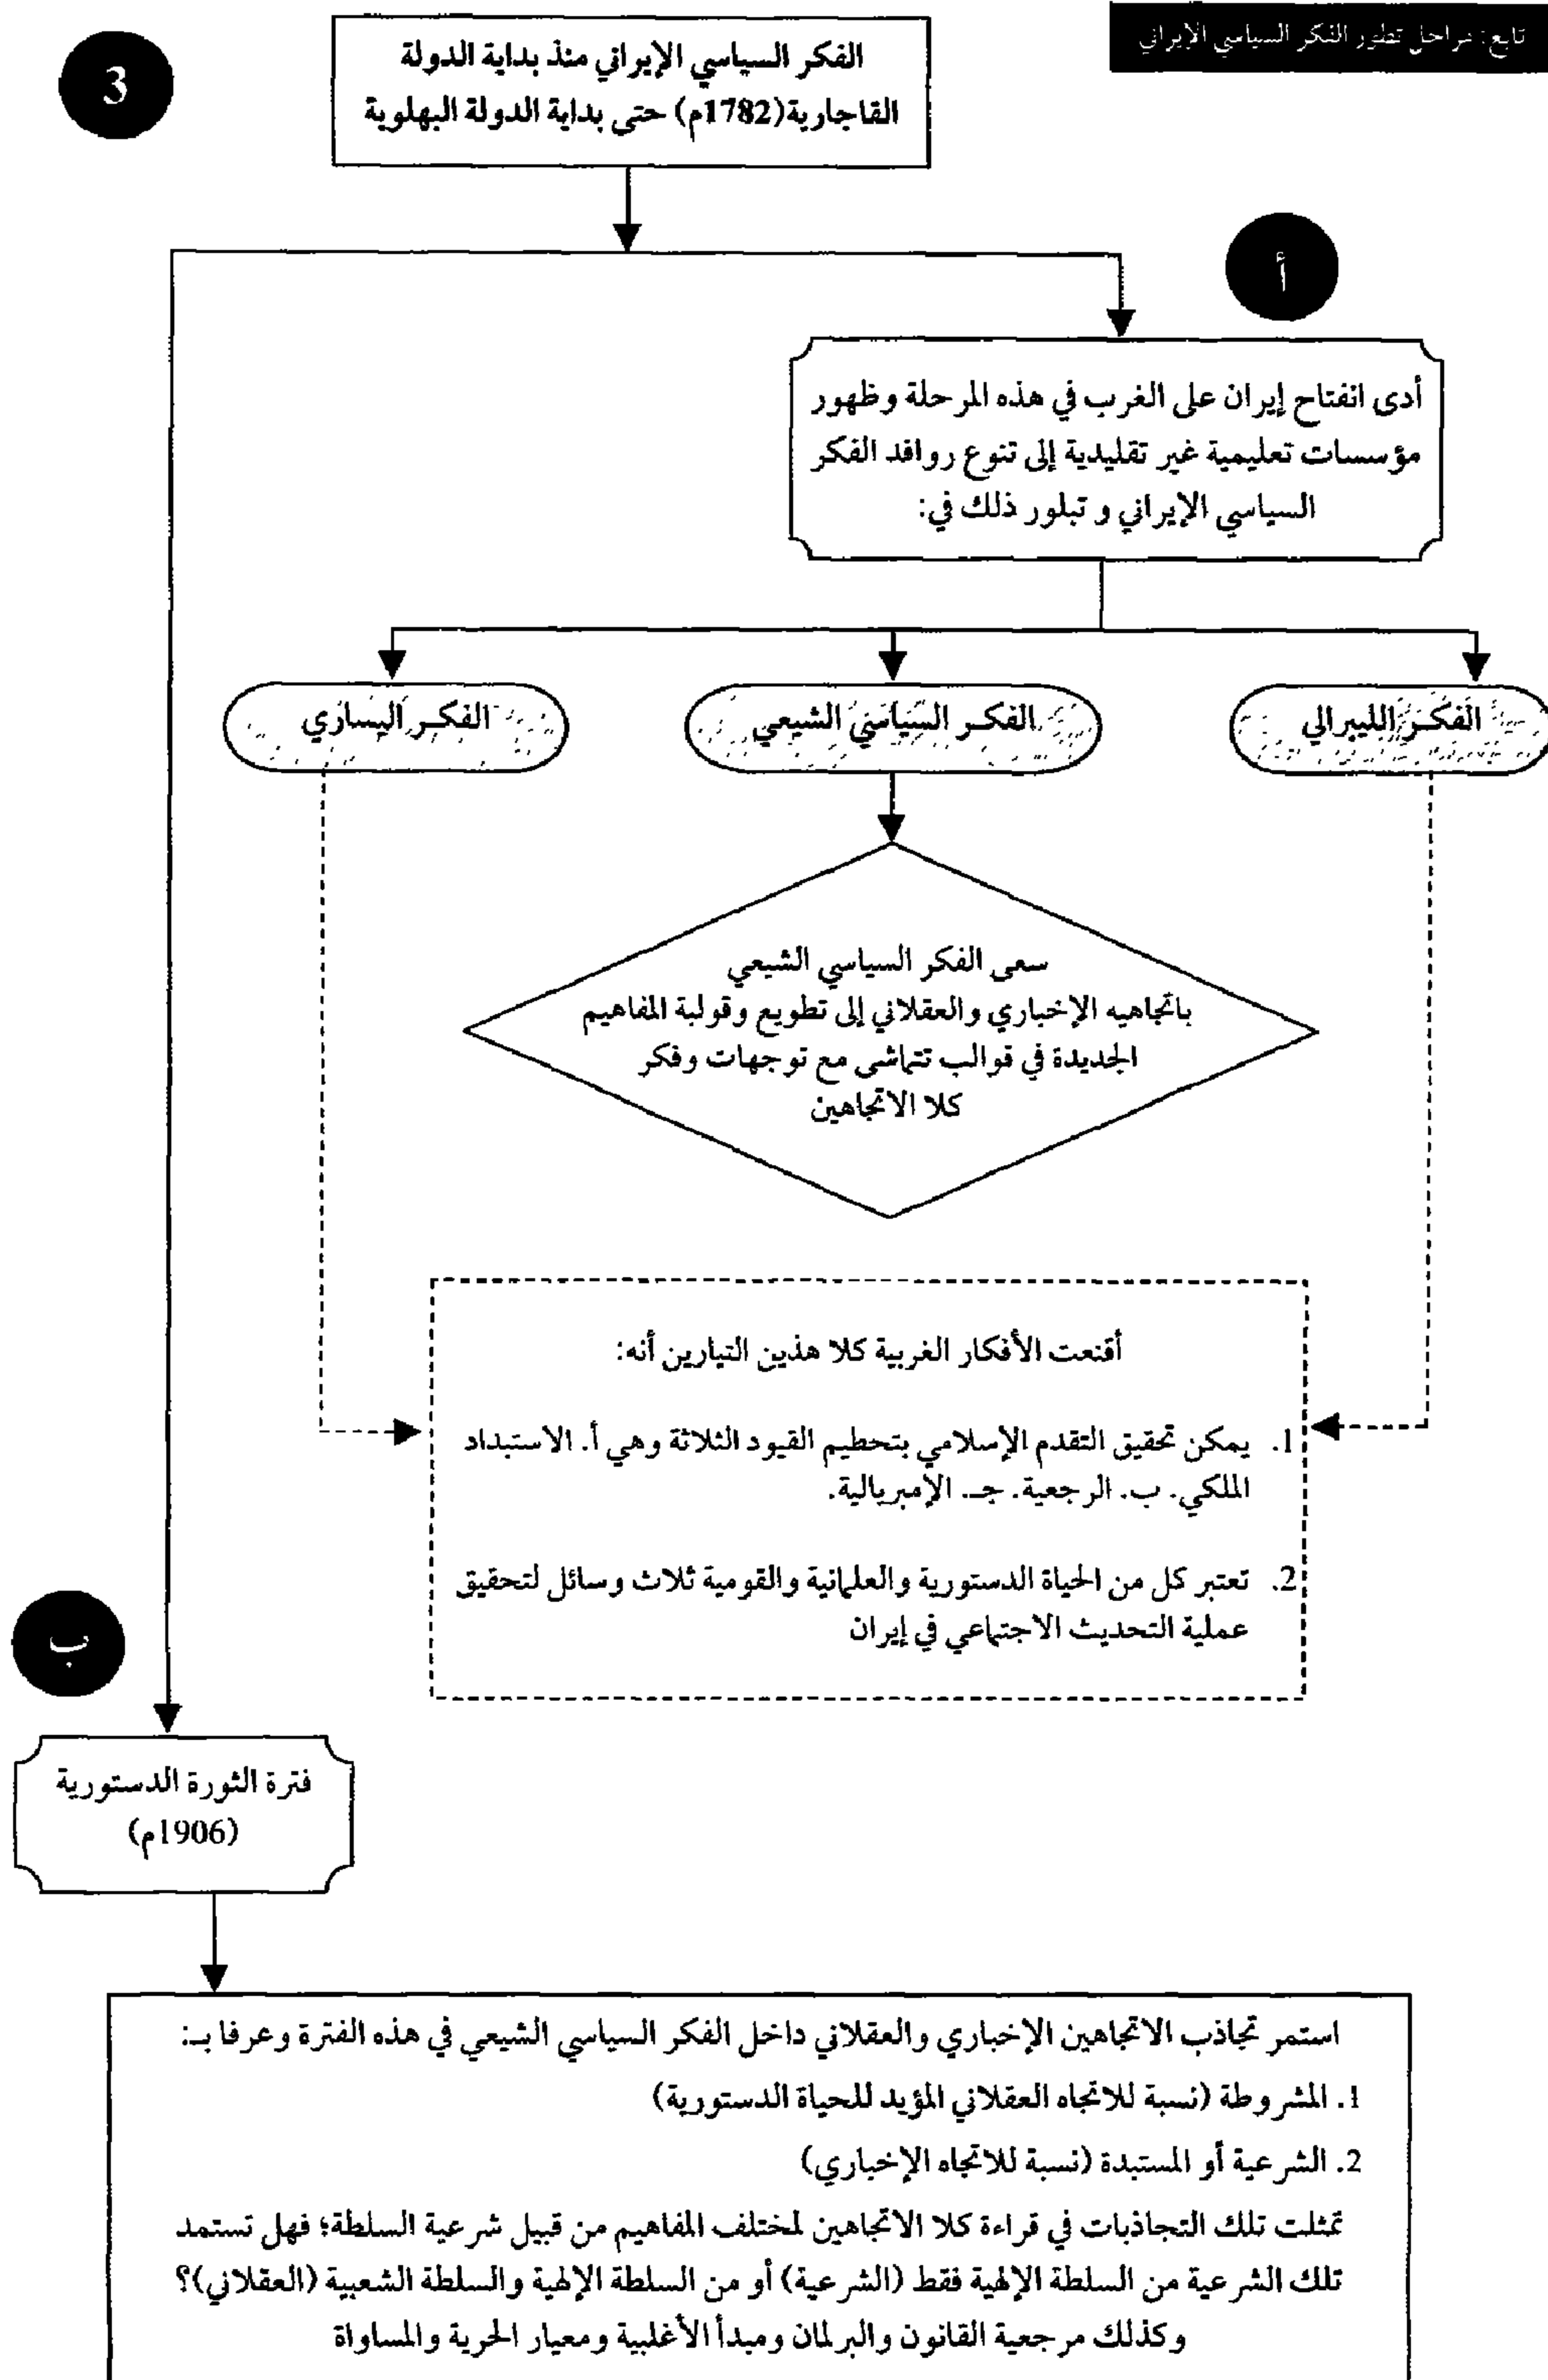 تابع: مراحل تطور الفكر السياسي الإيراني
3
الفكر السياسي الإيراني منذ بداية الدولة
القاجارية(1782م) حتى بداية الدولة البهلوية
أ
أدى انفتاح إيران على الغرب في هذه المرحلة وظهور
مؤسسات تعليمية غير تقليدية إلى تنوع روافد الفكر
السياسي الإيراني و تبلور ذلك في:
الفكر الليبرالي
الفكر السياسي الشيعي
الفكر اليساري
سعى الفكر السياسي الشيعي
باتجاهيه الإخباري والعقلاني إلى تطويع وقولبة المفاهيم
الجديدة في قوالب تتماشى مع توجهات وفكر
كلا الاتجاهين
أقنعت الأفكار الغربية كلا هذين التيارين أنه:
1. يمكن تحقيق التقدم الإسلامي بتحطيم القيود الثلاثة وهي أ. الاستبداد
الملكي. ب. الرجعية. جـ. الإمبريالية.
2. تعتبر كل من الحياة الدستورية والعلمانية والقومية ثلاث وسائل لتحقيق
عملية التحديث الاجتماعي في إيران
ب
فترة الثورة الدستورية
(1906م)
استمر تجاذب الاتجاهين الإخباري والعقلاني داخل الفكر السياسي الشيعي في هذه الفترة وعرفا بـ:
1. المشروطة (نسبة للاتجاه العقلاني المؤيد للحياة الدستورية)
2. الشرعية أو المستبدة (نسبة للاتجاه الإخباري)
تمثلت تلك التجاذبات في قراءة كلا الاتجاهين لمختلف المفاهيم من قبيل شرعية السلطة؛ فهل تستمد
تلك الشرعية من السلطة الإلهية فقط (الشرعية) أو من السلطة الإلهية والسلطة الشعبية (العقلاني)؟
وكذلك مرجعية القانون والبرلمان ومبدأ الأغلبية ومعيار الحرية والمساواة